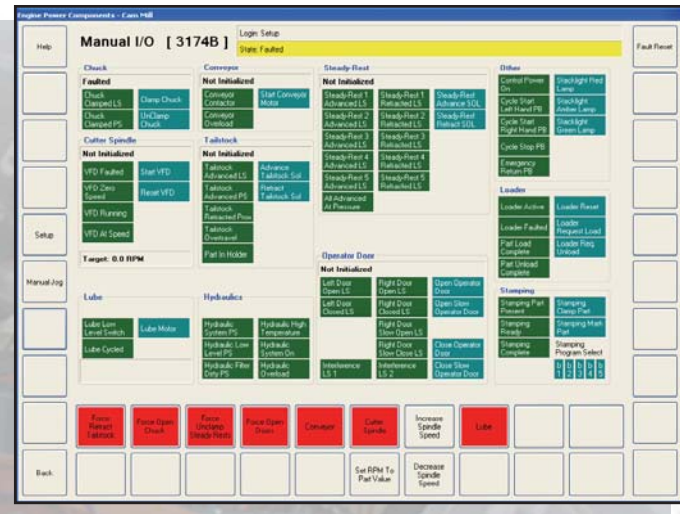 Engine Power Components - Cam Mill
Help
Manual I/O [ 3174B ]
Login: Setup
State: Faulted
Fault Reset
Chuck
Faulted
Chuck
Clamped LS
Clamp Chuck
Chuck
Clamped PS
UnClamp
Chuck
Conveyor
Not Initialized
Conveyor
Contactor
Start Conveyor
Motor
Conveyor
Overload
Steady-Rest
Not Initialized
Steady-Rest 1
Advanced LS
Steady-Rest 1
Retracted LS
Steady-Rest
Advance SOL
Steady-Rest 2
Advanced LS
Steady-Rest 2
Retracted LS
Steady-Rest
Retract SOL
Steady-Rest 3
Advanced LS
Steady-Rest 3
Retracted LS
Steady-Rest 4
Advanced LS
Steady-Rest 4
Retracted LS
Steady-Rest 5
Advanced LS
Steady-Rest 5
Retracted LS
All Advanced
At Pressure
Other
Control Power
On
Stacklight Red
Lamp
Cycle Start
Left Hand PB
Stacklight
Amber Lamp
Cycle Start
Right Hand PB
Stacklight
Green Lamp
Cycle Stop PB
Emergency
Return PB
Cutter Spindle
Not Initialized
VFD Faulted
Start VFD
VFD Zero
Speed
Reset VFD
VFD Running
VFD At Speed
Target: 0.0 RPM
Tailstock
Not Initialized
Tailstock
Advanced LS
Advance
Tailstock Sol
Tailstock
Advanced PS
Retract
Tailstock Sol
Tailstock
Retracted Prox
Tailstock
Overtravel
Part In Holder
Loader
Loader Active
Loader Reset
Loader Faulted
Loader
Request Load
Part Load
Complete
Loader Req
Unload
Part Unload
Complete
Setup
Manual Jog
Operator Door
Not Initialized
Left Door
Open LS
Right Door
Open LS
Open Operator
Door
Left Door
Closed LS
Right Door
Closed LS
Open Slow
Operator Door
Right Door
Slow Open LS
Right Door
Slow Close LS
Close Operator
Door
Interference
LS 1
Interference
LS 2
Close Slow
Operator Door
Lube
Lube Low
Level Switch
Lube Motor
Lube Cycled
Hydraulics
Hydraulic
System PS
Hydraulic High
Temperature
Hydraulic Low
Level PS
Hydraulic
System On
Hydraulic Filter
Dirty PS
Hydraulic
Overload
Stamping
Stamping Part
Present
Stamping
Clamp Part
Stamping
Ready
Stamping Mark
Part
Stamping
Complete
Stamping
Program Select
b b b b b
1 2 3 4 5
Force
Retract
Tailstock
Force Open
Chuck
Force
Unclamp
Steady Rests
Force Open
Doors
Conveyor
Cutter
Spindle
Increase
Spindle
Speed
Lube
Back
Set RPM To
Part Value
Decrease
Spindle
Speed